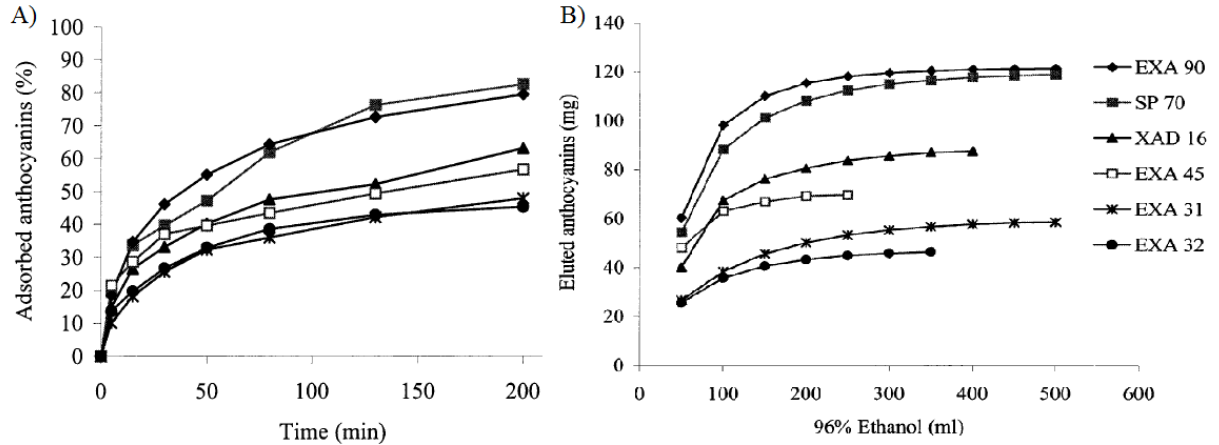 A)
100
90
80
70
60
50
40
30
20
10
0
Adsorbed anthocyanins (%)
0 50 100 150 200
Time (min)
B)
140
120
100
80
60
40
20
0
Eluted anthocyanins (mg)
0 100 200 300 400 500 600
96% Ethanol (ml)
EXA 90
SP 70
XAD 16
EXA 45
EXA 31
EXA 32